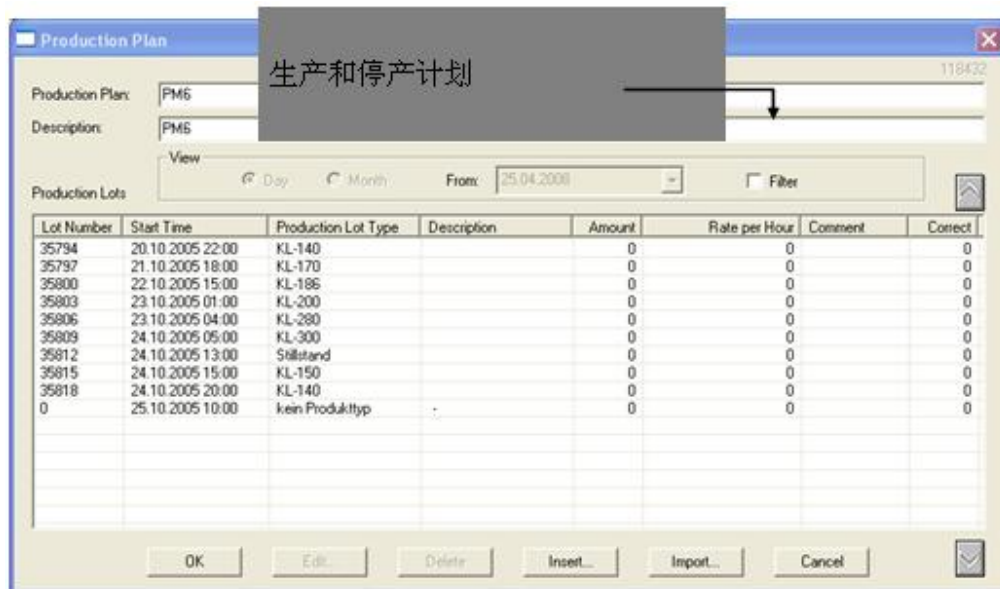 Production Plan
生产和停产计划
118432
Production Plan: PM6
Description: PM6
View
Day Month From: 25.04.2008 Filter
Production Lots
Lot Number Start Time Production Lot Type Description Amount Rate per Hour Comment Correct
35794 20.10.2005 22:00 KL-140 0 0 0
35797 21.10.2005 18:00 KL-170 0 0 0
35800 22.10.2005 15:00 KL-186 0 0 0
35803 23.10.2005 01:00 KL-200 0 0 0
35806 23.10.2005 04:00 KL-280 0 0 0
35809 24.10.2005 05:00 KL-300 0 0 0
35812 24.10.2005 13:00 Stillstand 0 0 0
35815 24.10.2005 15:00 KL-150 0 0 0
35818 24.10.2005 20:00 KL-140 0 0 0
0 25.10.2005 10:00 kein Produkttyp . 0 0 0
OK Edit... Delete Insert... Import... Cancel